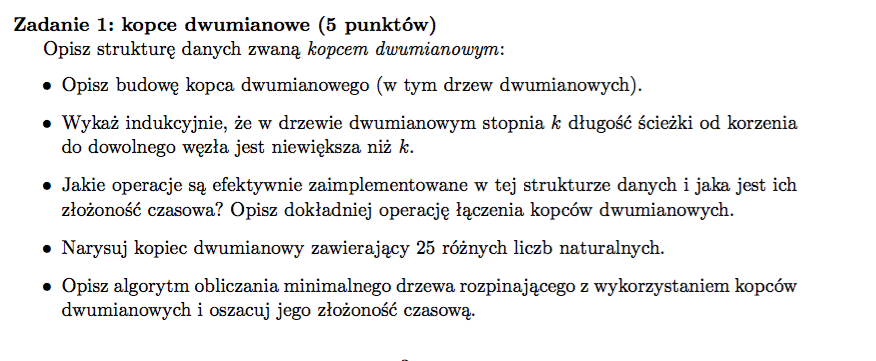 Zadanie 1: kopce dwumianowe (5 punktów)
Opisz strukturę danych zwaną kopcem dwumianowym:
• Opisz budowę kopca dwumianowego (w tym drzew dwumianowych).
• Wykaż indukcyjnie, że w drzewie dwumianowym stopnia k długość ścieżki od korzenia
do dowolnego węzła jest niewiększa niż k.
• Jakie operacje są efektywnie zaimplementowane w tej strukturze danych i jaka jest ich
złożoność czasowa? Opisz dokładniej operację łączenia kopców dwumianowych.
• Narysuj kopiec dwumianowy zawierający 25 różnych liczb naturalnych.
• Opisz algorytm obliczania minimalnego drzewa rozpinającego z wykorzystaniem kopców
dwumianowych i oszacuj jego złożoność czasową.